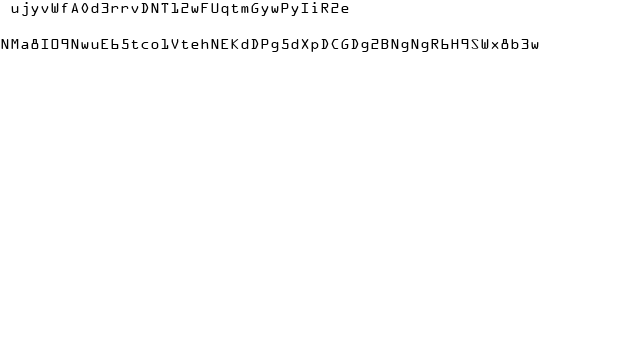 ujyvWfA0d3rrvDNT12wFUqtmGywPyIiR2e
NMa8IO9NwuE65tco1VtehNEKdDPg5dXpDCGDg2BNgNgR6H9SWx8b3w